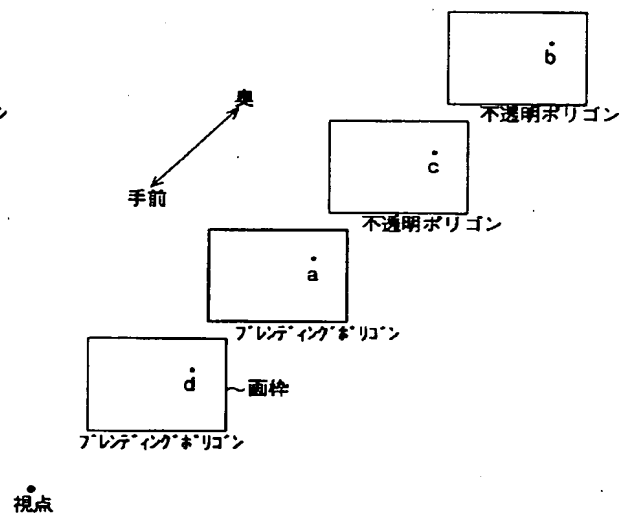 b
不透明ポリゴン
奥
ン
c
手前
不透明ポリゴン
a
ブレンディングポリゴン
d
画枠
ブレンディングポリゴン
視点